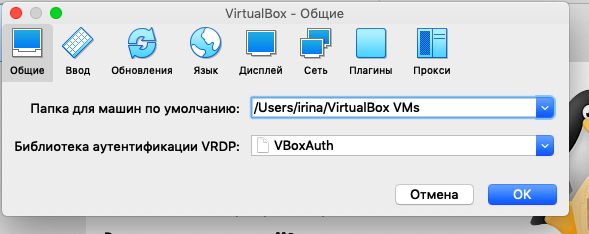 VirtualBox - Общие
Общие Ввод Обновления Язык Дисплей Сеть Плагины Прокси
Папка для машин по умолчанию: /Users/irina/VirtualBox VMs
Библиотека аутентификации VRDP: VBoxAuth
Отмена OK